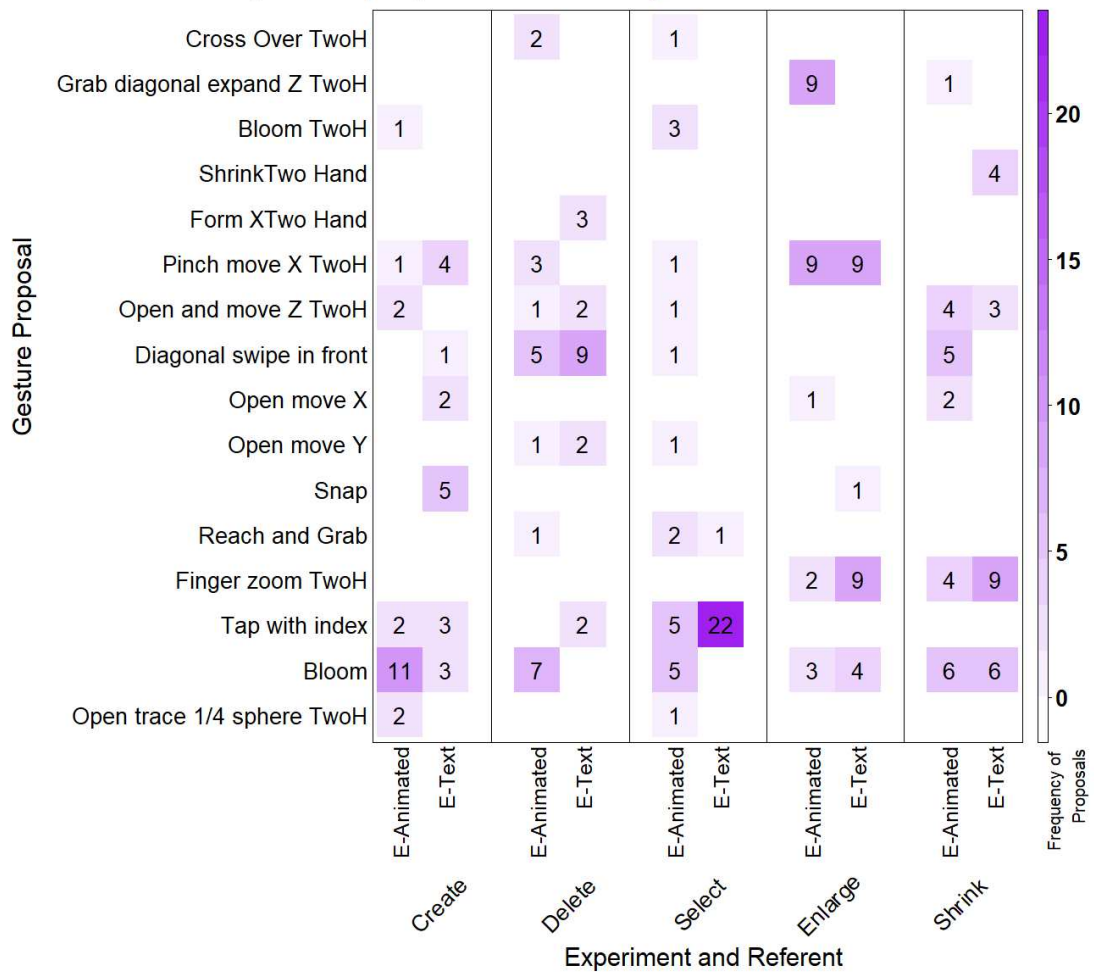 Cross Over TwoH 2 1
Grab diagonal expand Z TwoH 9 1
Bloom TwoH 1 3
ShrinkTwo Hand 4
Form XTwo Hand 3
Pinch move X TwoH 1 4 3 1 9 9
Open and move Z TwoH 2 1 2 1 4 3
Diagonal swipe in front 1 5 9 1 5
Open move X 2 1 2
Open move Y 1 2 1
Snap 5 1
Reach and Grab 1 2 1
Finger zoom TwoH 2 9 4 9
Tap with index 2 3 2 5 22
Bloom 11 3 7 5 3 4 6 6
Open trace 1/4 sphere TwoH 2 1
Gesture Proposal
E-Animated E-Text E-Animated E-Text E-Animated E-Text E-Animated E-Text E-Animated E-Text
Create Delete Select Enlarge Shrink
Experiment and Referent
20
15
10
5
0
Frequency of
Proposals